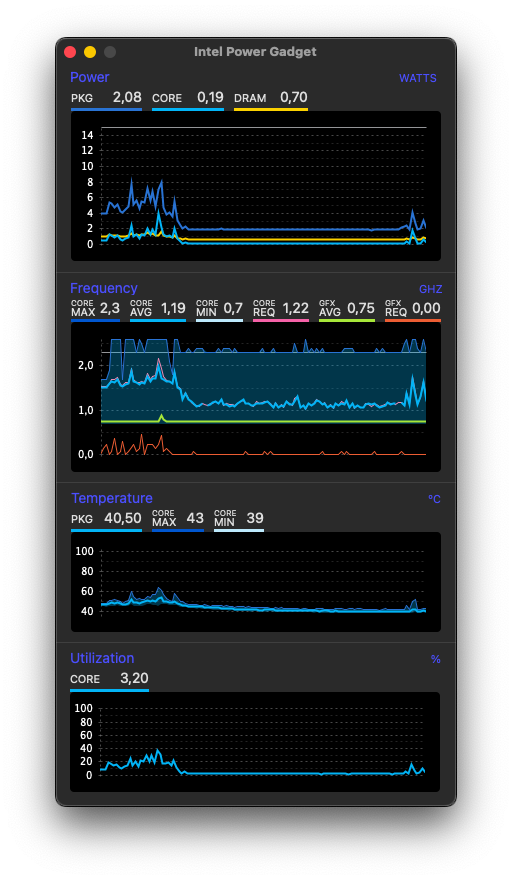 Intel Power Gadget
Power WATTS
PKG 2,08 CORE 0,19 DRAM 0,70
14
12
10
8
6
4
2
0
Frequency GHZ
CORE MAX 2,3 CORE AVG 1,19 CORE MIN 0,7 CORE REQ 1,22 GFX AVG 0,75 GFX REQ 0,00
2,0
1,0
0,0
Temperature °C
PKG 40,50 CORE MAX 43 CORE MIN 39
100
80
60
40
Utilization %
CORE 3,20
100
80
60
40
20
0